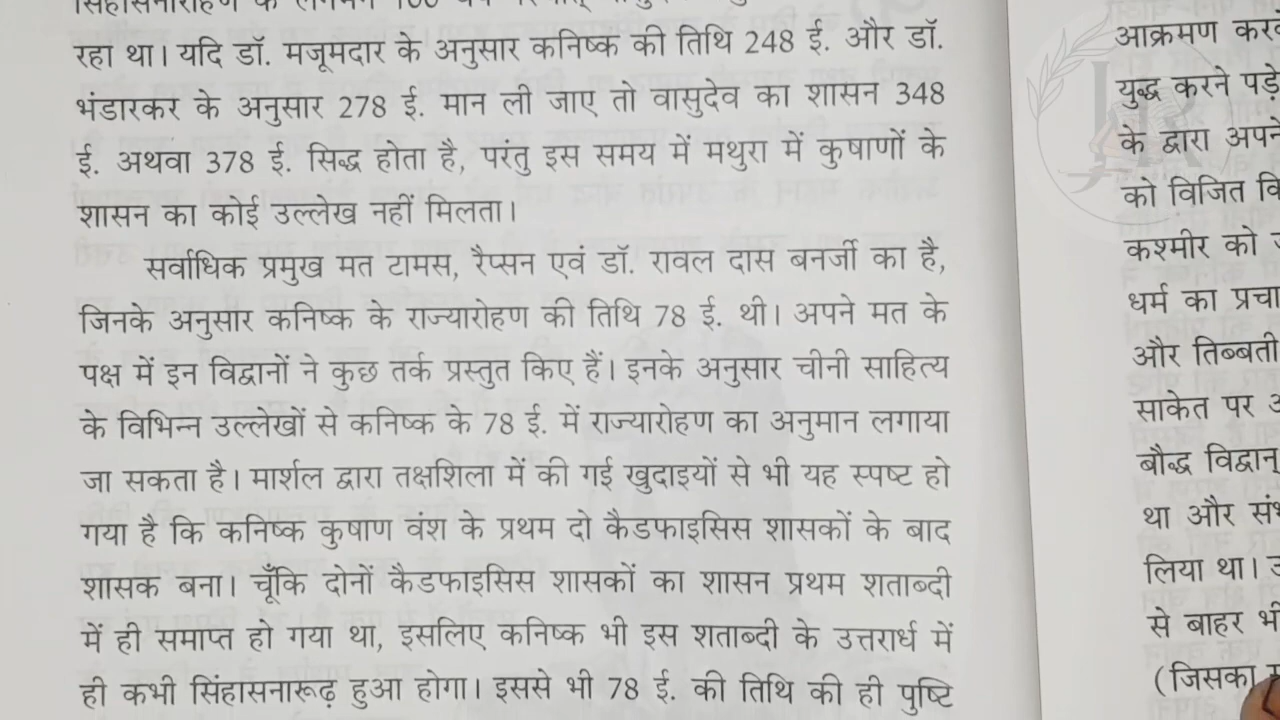 रहा था। यदि डॉ. मजूमदार के अनुसार कनिष्क की तिथि 248 ई. और डॉ.
भंडारकर के अनुसार 278 ई. मान ली जाए तो वासुदेव का शासन 348
ई. अथवा 378 ई. सिद्ध होता है, परंतु इस समय में मथुरा में कुषाणों के
शासन का कोई उल्लेख नहीं मिलता।
सर्वाधिक प्रमुख मत टामस, रैप्सन एवं डॉ. रावल दास बनर्जी का है,
जिनके अनुसार कनिष्क के राज्यारोहण की तिथि 78 ई. थी। अपने मत के
पक्ष में इन विद्वानों ने कुछ तर्क प्रस्तुत किए हैं। इनके अनुसार चीनी साहित्य
के विभिन्न उल्लेखों से कनिष्क के 78 ई. में राज्यारोहण का अनुमान लगाया
जा सकता है। मार्शल द्वारा तक्षशिला में की गई खुदाइयों से भी यह स्पष्ट हो
गया है कि कनिष्क कुषाण वंश के प्रथम दो कैडफाइसिस शासकों के बाद
शासक बना। चूँकि दोनों कैडफाइसिस शासकों का शासन प्रथम शताब्दी
में ही समाप्त हो गया था, इसलिए कनिष्क भी इस शताब्दी के उत्तरार्ध में
ही कभी सिंहासनारूढ़ हुआ होगा। इससे भी 78 ई. की तिथि की ही पुष्टि
आक्रमण
युद्ध करने पड़े
के द्वारा अपने
को विजित
कश्मीर को
धर्म का
और तिब्बती
साकेत पर
बौद्ध विद्वान्
था और
लिया था।
से बाहर भी
(जिसका